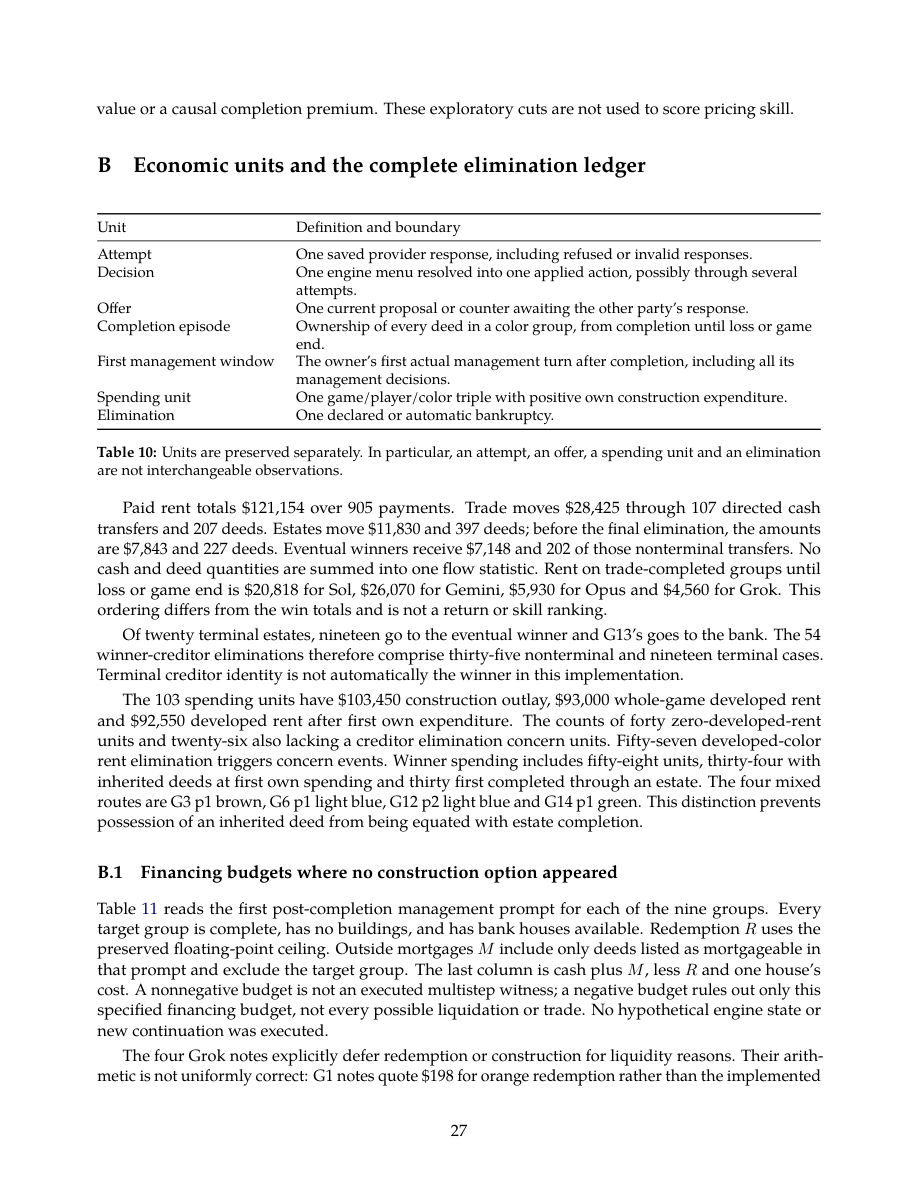 value or a causal completion premium. These exploratory cuts are not used to score pricing skill.
B Economic units and the complete elimination ledger
Unit Definition and boundary
Attempt One saved provider response, including refused or invalid responses.
Decision One engine menu resolved into one applied action, possibly through several
attempts.
Offer One current proposal or counter awaiting the other party's response.
Completion episode Ownership of every deed in a color group, from completion until loss or game
end.
First management window The owner's first actual management turn after completion, including all its
management decisions.
Spending unit One game/player/color triple with positive own construction expenditure.
Elimination One declared or automatic bankruptcy.
Table 10: Units are preserved separately. In particular, an attempt, an offer, a spending unit and an elimination
are not interchangeable observations.
Paid rent totals $121,154 over 905 payments. Trade moves $28,425 through 107 directed cash
transfers and 207 deeds. Estates move $11,830 and 397 deeds; before the final elimination, the amounts
are $7,843 and 227 deeds. Eventual winners receive $7,148 and 202 of those nonterminal transfers. No
cash and deed quantities are summed into one flow statistic. Rent on trade-completed groups until
loss or game end is $20,818 for Sol, $26,070 for Gemini, $5,930 for Opus and $4,560 for Grok. This
ordering differs from the win totals and is not a return or skill ranking.
Of twenty terminal estates, nineteen go to the eventual winner and G13's goes to the bank. The 54
winner-creditor eliminations therefore comprise thirty-five nonterminal and nineteen terminal cases.
Terminal creditor identity is not automatically the winner in this implementation.
The 103 spending units have $103,450 construction outlay, $93,000 whole-game developed rent
and $92,550 developed rent after first own expenditure. The counts of forty zero-developed-rent
units and twenty-six also lacking a creditor elimination concern units. Fifty-seven developed-color
rent elimination triggers concern events. Winner spending includes fifty-eight units, thirty-four with
inherited deeds at first own spending and thirty first completed through an estate. The four mixed
routes are G3 p1 brown, G6 p1 light blue, G12 p2 light blue and G14 p1 green. This distinction prevents
possession of an inherited deed from being equated with estate completion.
B.1 Financing budgets where no construction option appeared
Table 11 reads the first post-completion management prompt for each of the nine groups. Every
target group is complete, has no buildings, and has bank houses available. Redemption R uses the
preserved floating-point ceiling. Outside mortgages M include only deeds listed as mortgageable in
that prompt and exclude the target group. The last column is cash plus M, less R and one house's
cost. A nonnegative budget is not an executed multistep witness; a negative budget rules out only this
specified financing budget, not every possible liquidation or trade. No hypothetical engine state or
new continuation was executed.
The four Grok notes explicitly defer redemption or construction for liquidity reasons. Their arith-
metic is not uniformly correct: G1 notes quote $198 for orange redemption rather than the implemented
27